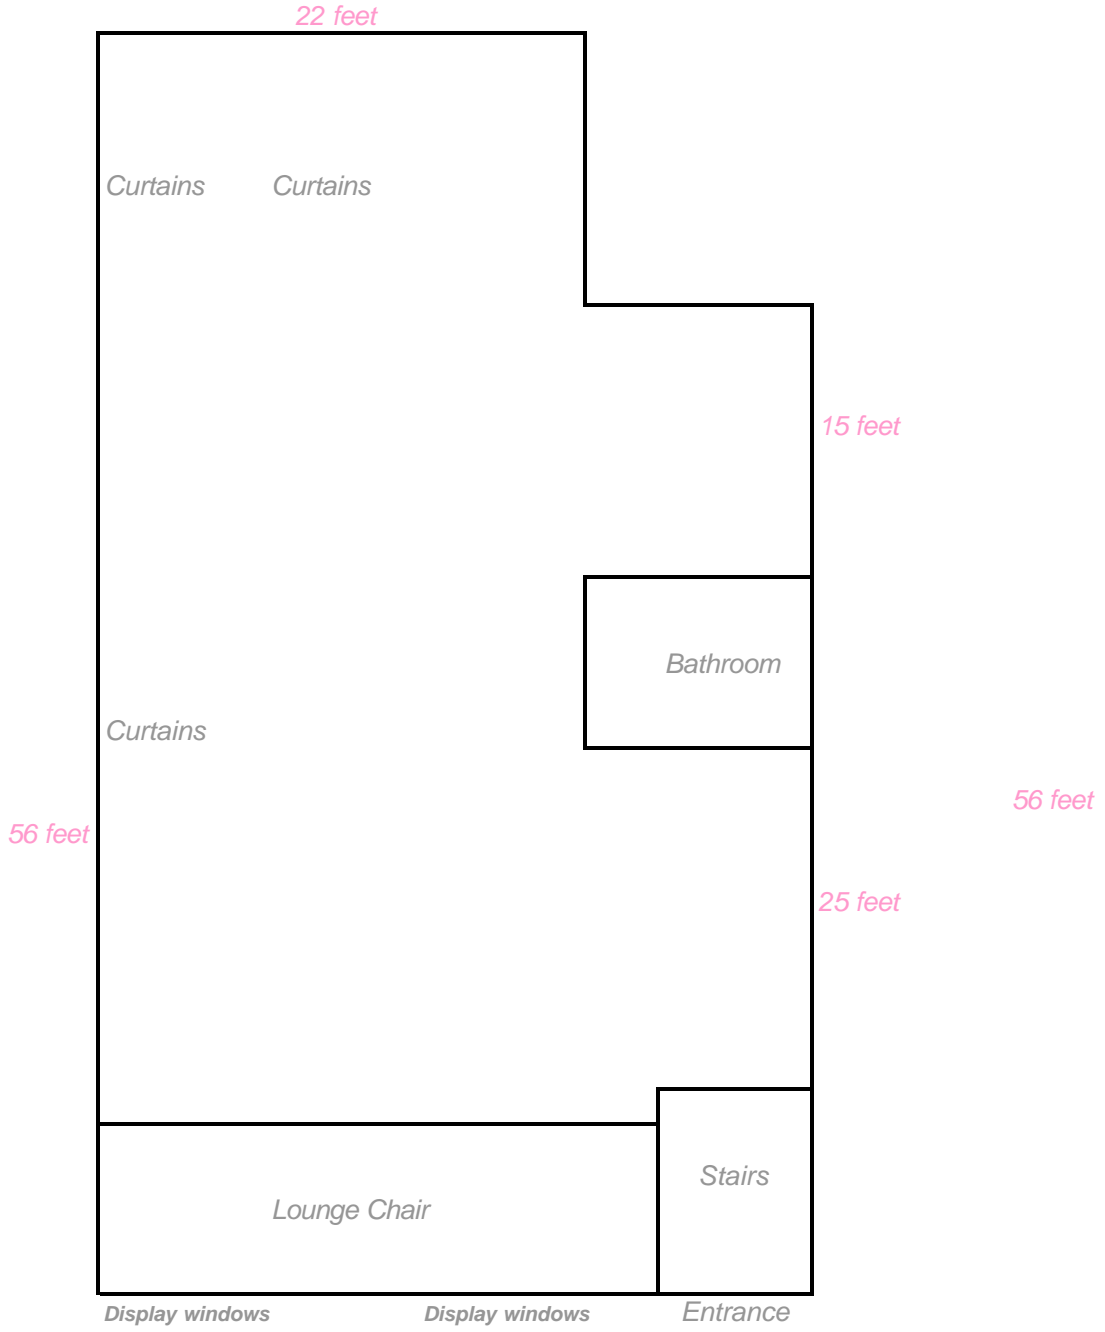 22 feet
Curtains Curtains
15 feet
Bathroom
Curtains
56 feet
56 feet
25 feet
Stairs
Lounge Chair
Display windows Display windows Entrance